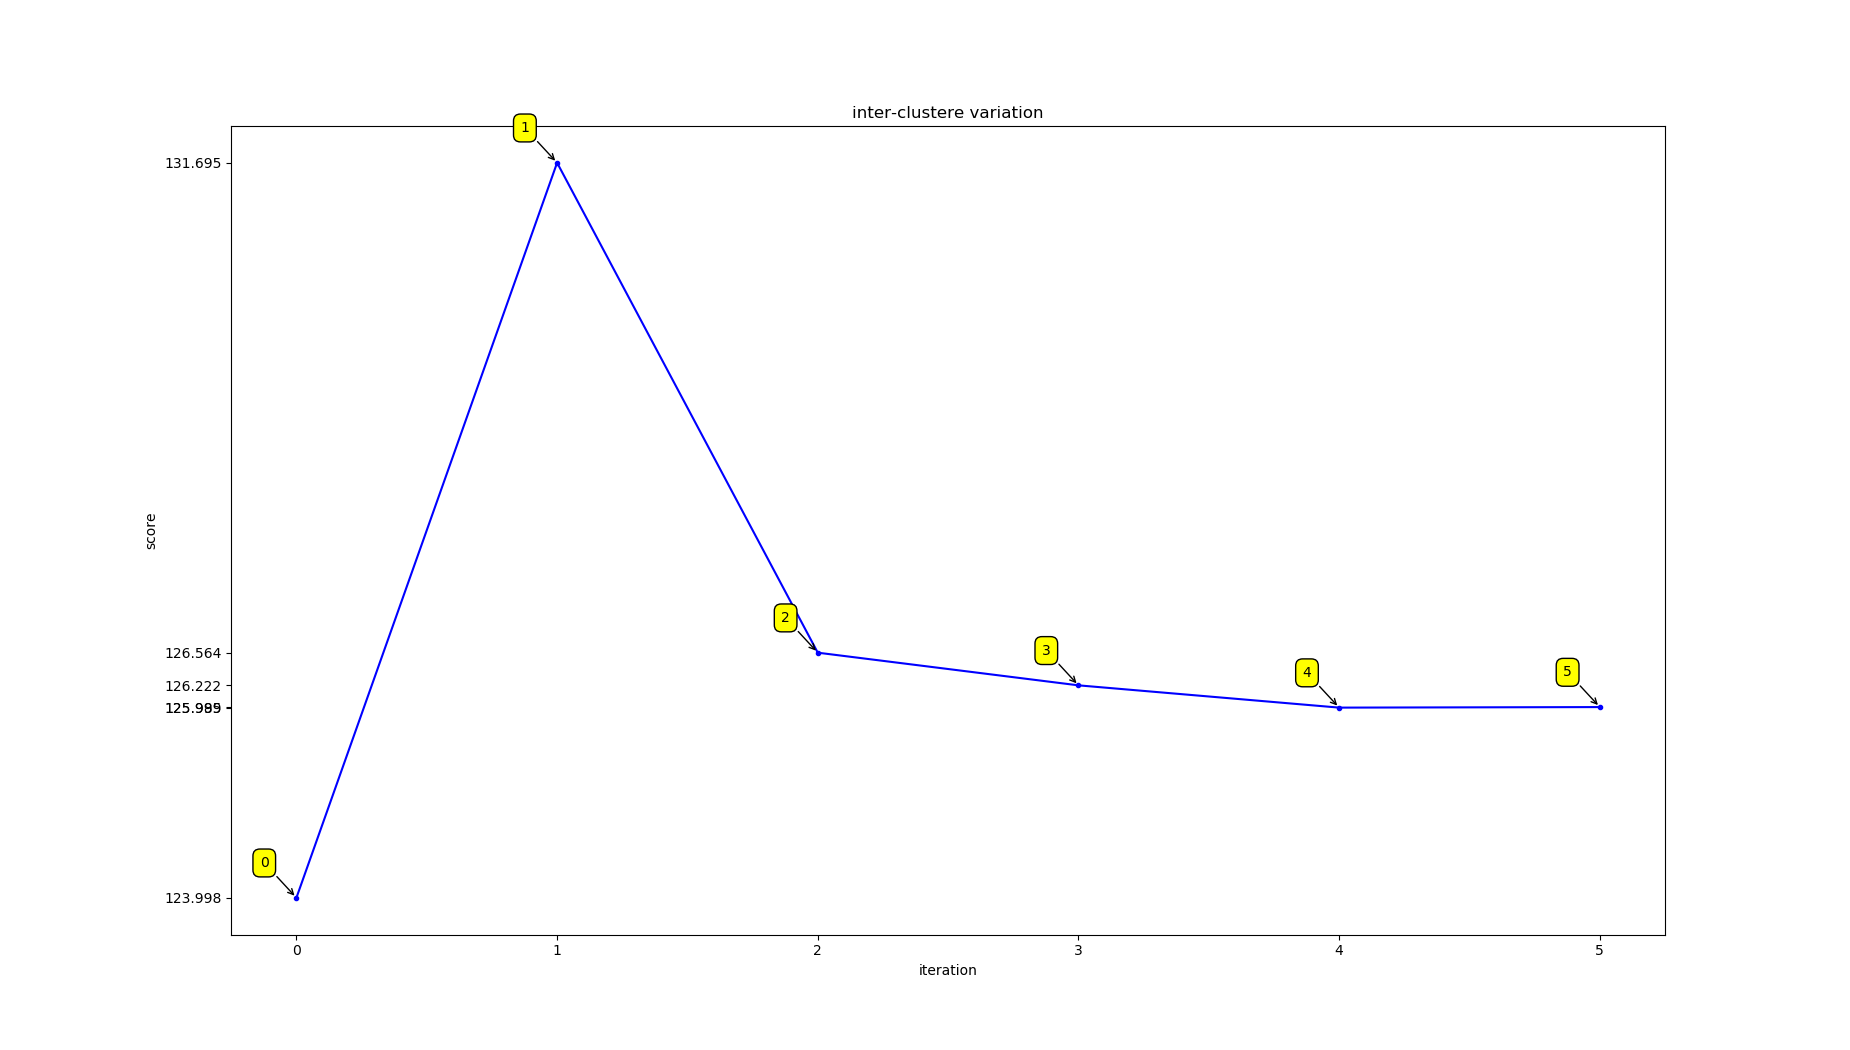 inter-clustere variation
1
131.695
score
2
126.564
3
126.222
4
5
0
123.998
0 1 2 3 4 5
iteration